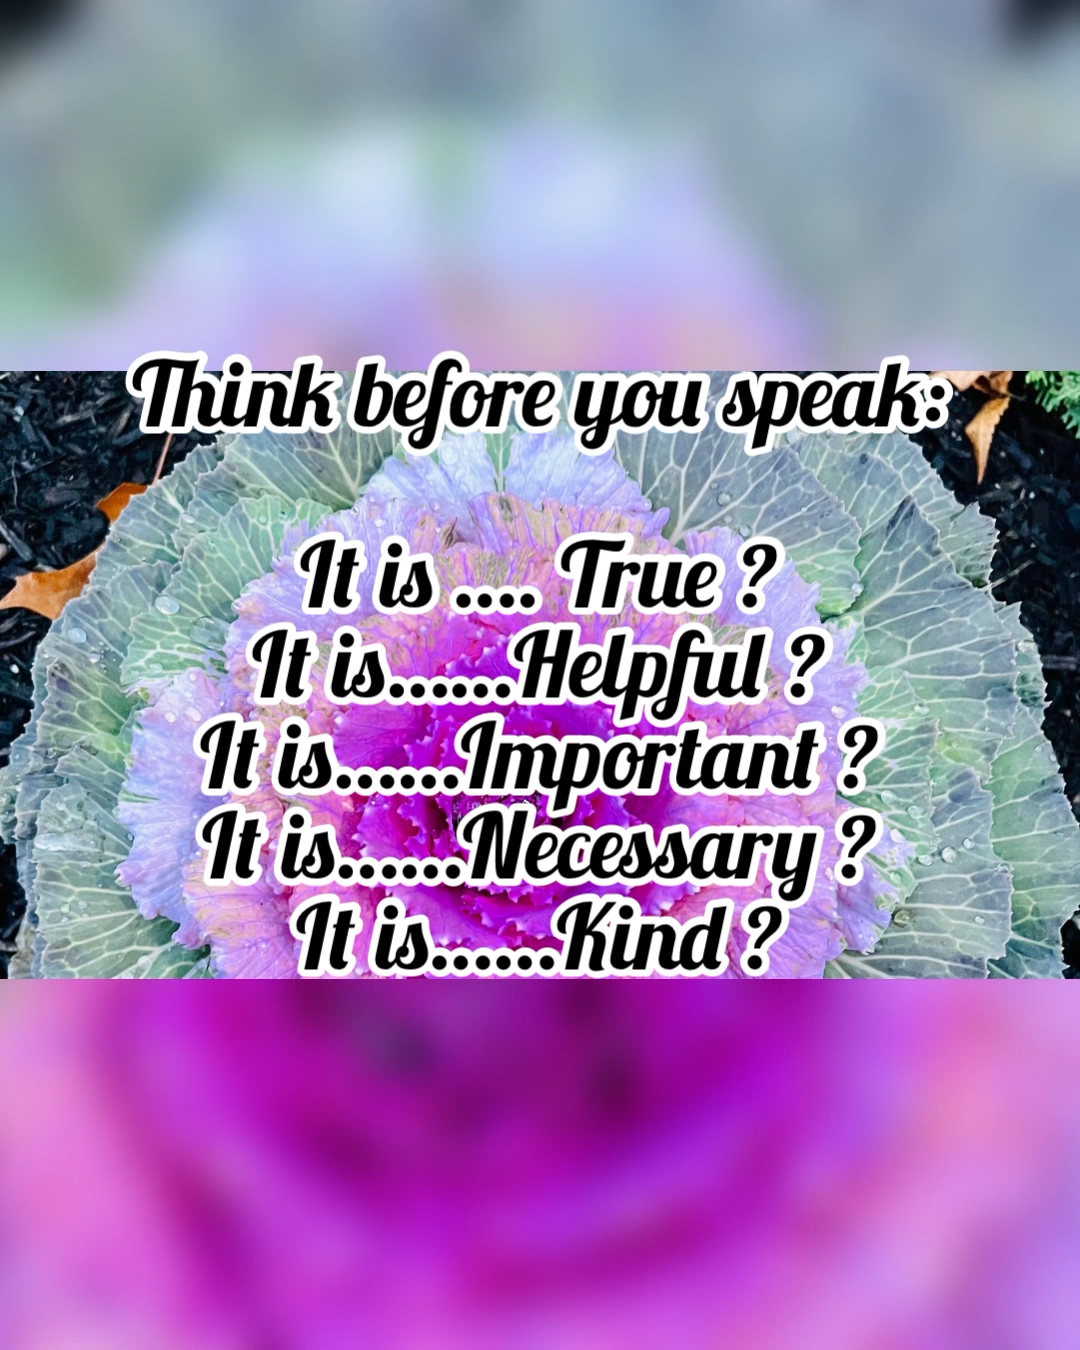 Think before you speak:
It is .... True ?
It is......Helpful ?
It is......Important ?
It is......Necessary ?
It is......Kind ?